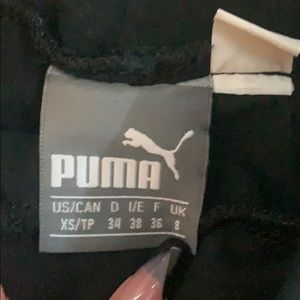 PUMA
US/CAN D I/E F UK
XS/TP 34 38 36 8